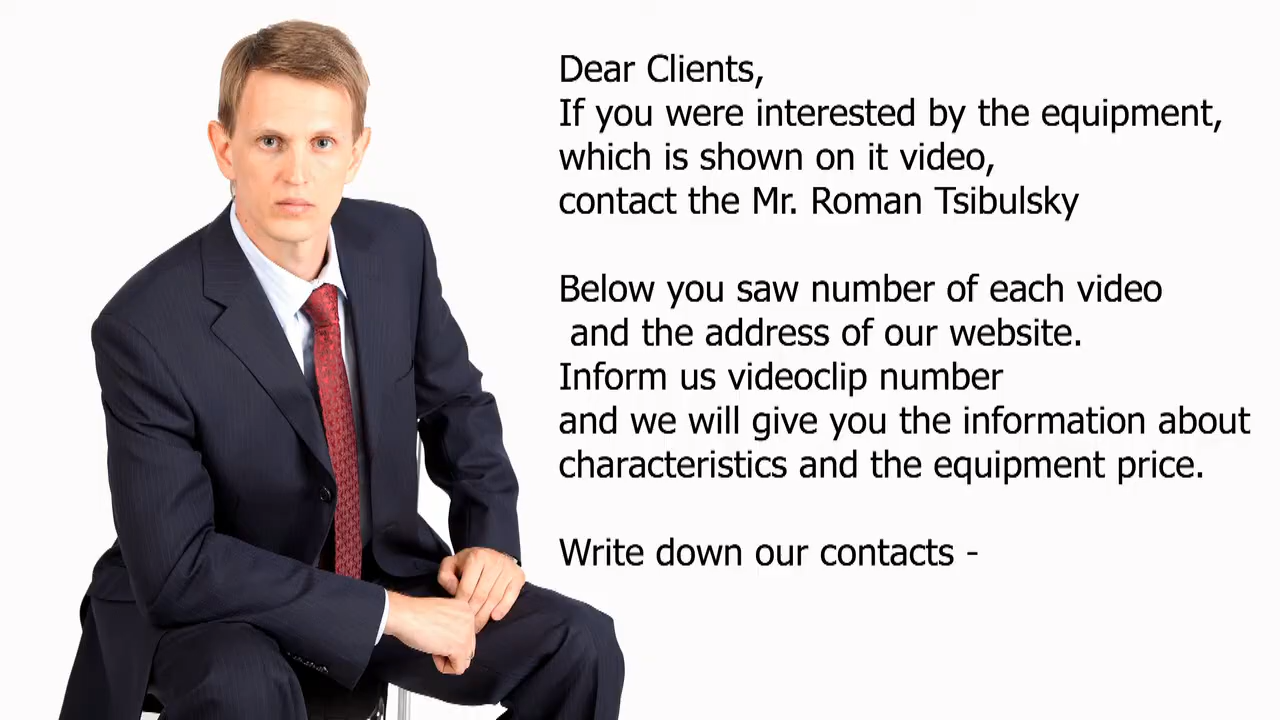 Dear Clients,
If you were interested by the equipment,
which is shown on it video,
contact the Mr. Roman Tsibulsky
Below you saw number of each video
and the address of our website.
Inform us videoclip number
and we will give you the information about
characteristics and the equipment price.
Write down our contacts -